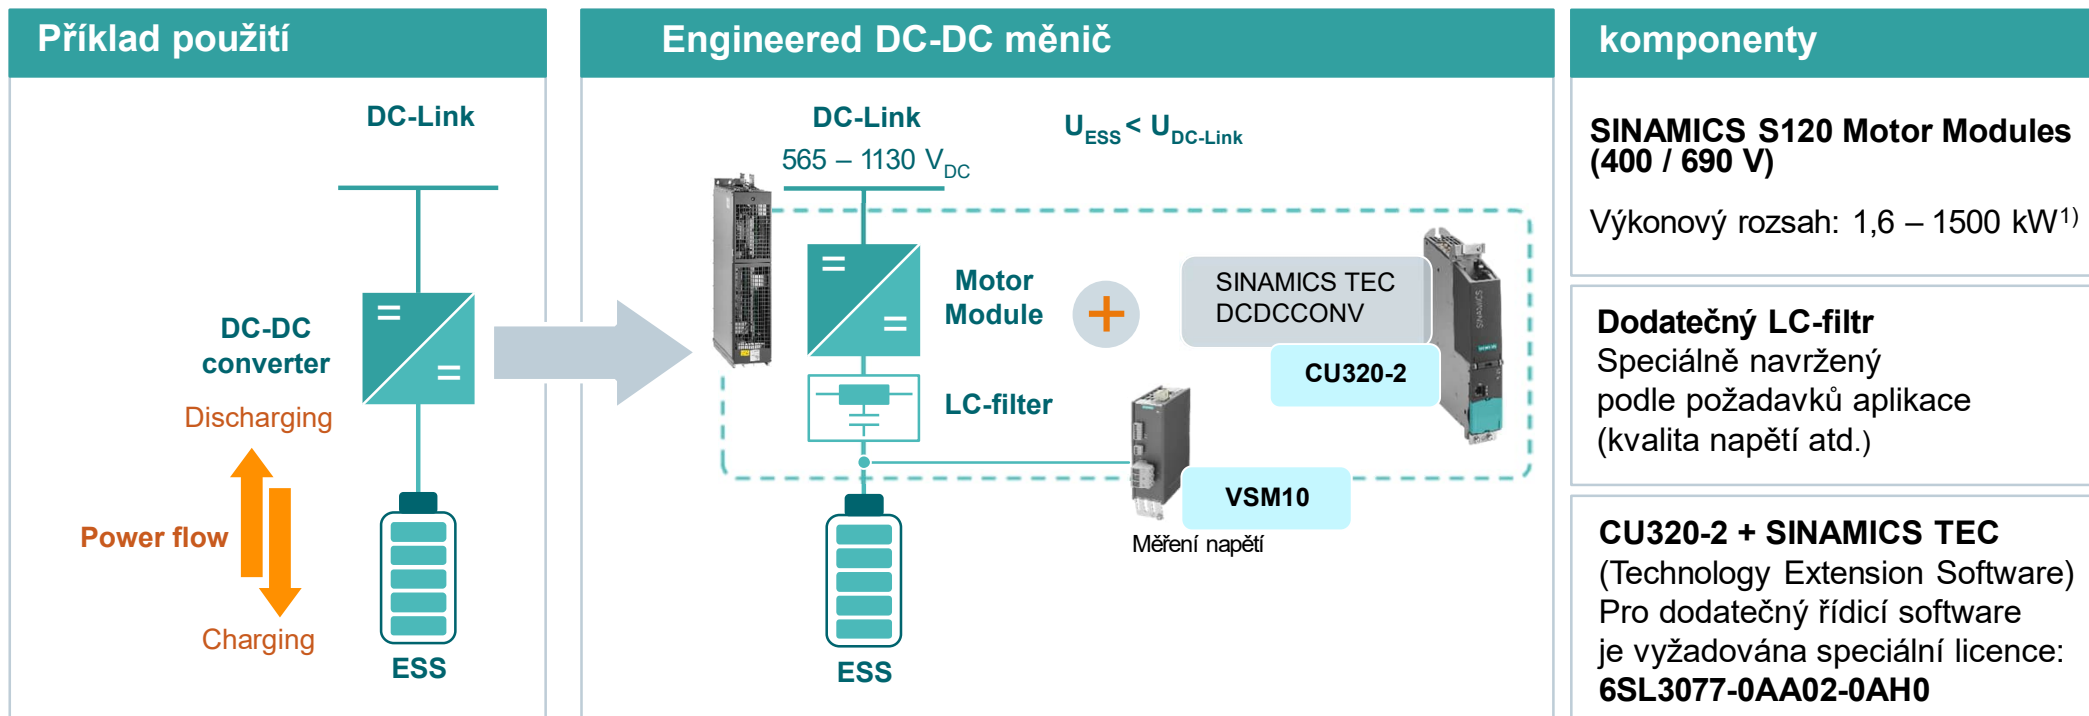 Příklad použití
DC-Link
DC-DC
converter
Discharging
Power flow
Charging
ESS
Engineered DC-DC měnič
DC-Link
565 – 1130 VDC
UESS < UDC-Link
Motor
Module
SINAMICS TEC
DCDCCONV
CU320-2
SINAMICS
LC-filter
VSM10
Měření napětí
ESS
komponenty
SINAMICS S120 Motor Modules
(400 / 690 V)
Výkonový rozsah: 1,6 – 1500 kW1)
Dodatečný LC-filtr
Speciálně navržený
podle požadavků aplikace
(kvalita napětí atd.)
CU320-2 + SINAMICS TEC
(Technology Extension Software)
Pro dodatečný řídicí software
je vyžadována speciální licence:
6SL3077-0AA02-0AH0